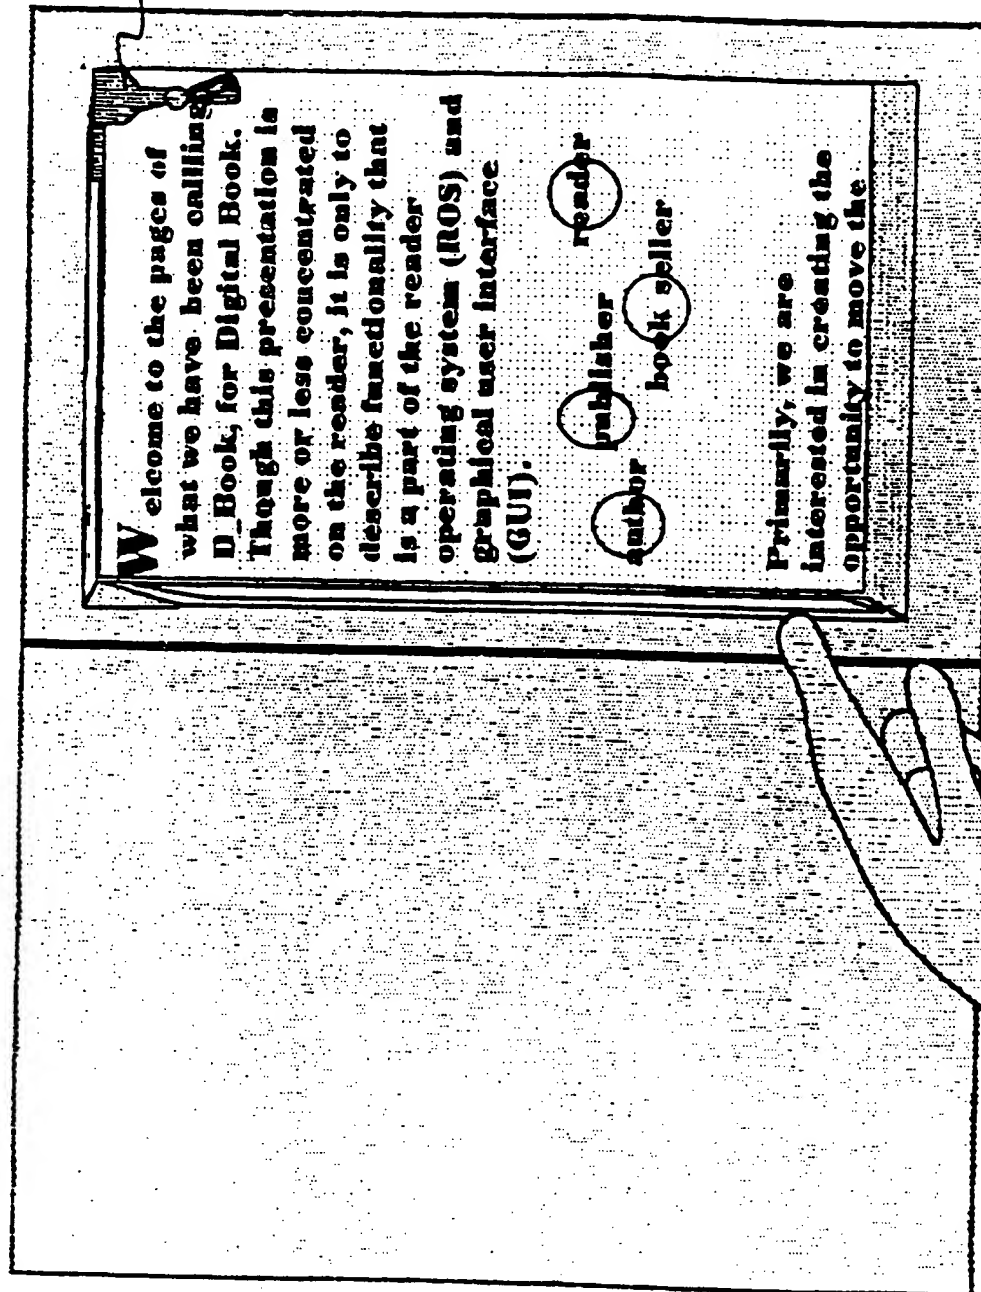 Welcome to the pages of
what we have been callling
D_Book, for Digital Book.
Though this presentation is
more or less concentrated
on the reader, it is only to
describe functionally that
is a part of the reader
operating system (ROS) and
graphical user interface
(GUI).
author publisher reader
book seller
Primarily, we are
interested in creating the
opportunity to move the